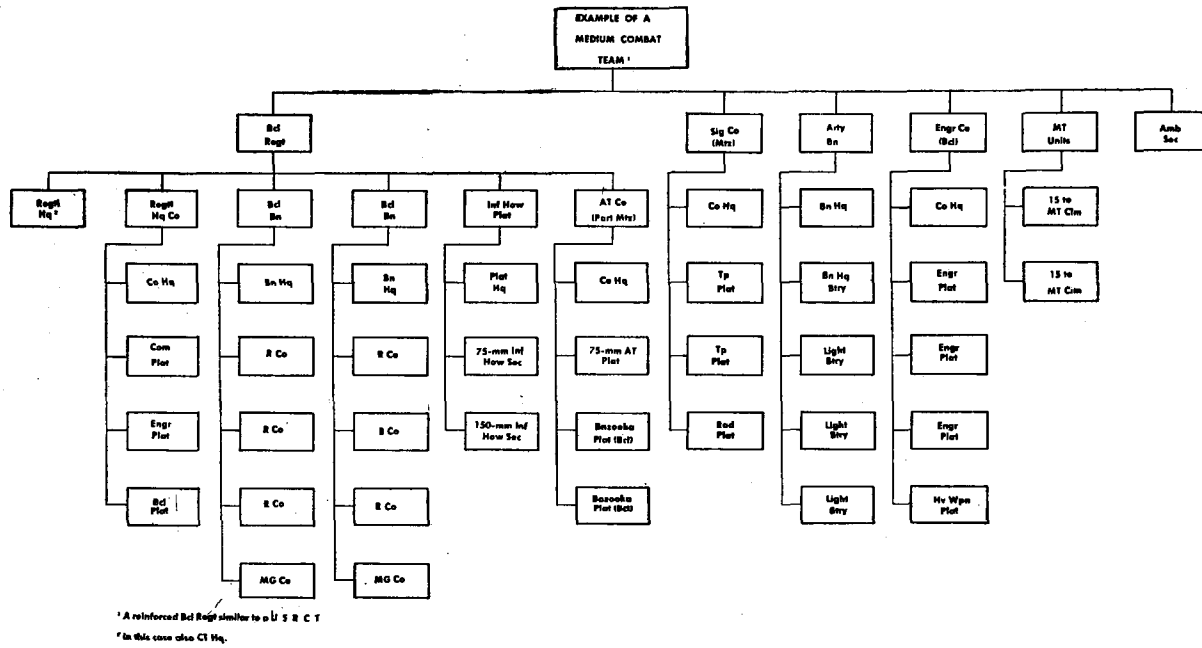 EXAMPLE OF A
MEDIUM COMBAT
TEAM ¹
Bcl
Regt
Sig Co
(Mtz)
Arty
Bn
Engr Co
(Bcl)
MT
Units
Amb
Sec
Regtl
Hq ²
Regtl
Hq Co
Bcl
Bn
Bcl
Bn
Inf How
Plat
AT Co
(Part Mtz)
Co Hq
Com
Plat
Engr
Plat
Bcl
Plat
Bn Hq
R Co
R Co
R Co
MG Co
Bn
Hq
R Co
B Co
R Co
MG Co
Plat
Hq
75-mm Inf
How Sec
150-mm Inf
How Sec
Co Hq
75-mm AT
Plat
Bazooka
Plat (Bcl)
Bazooka
Plat (Bcl)
Co Hq
Tp
Plat
Tp
Plat
Rad
Plat
Bn Hq
Bn Hq
Btry
Light
Btry
Light
Btry
Light
Btry
Co Hq
Engr
Plat
Engr
Plat
Engr
Plat
Hv Wpn
Plat
15 to
MT Clm
15 to
MT Clm
¹ A reinforced Bcl Regt similar to a U S R C T
² In this case also CT Hq.